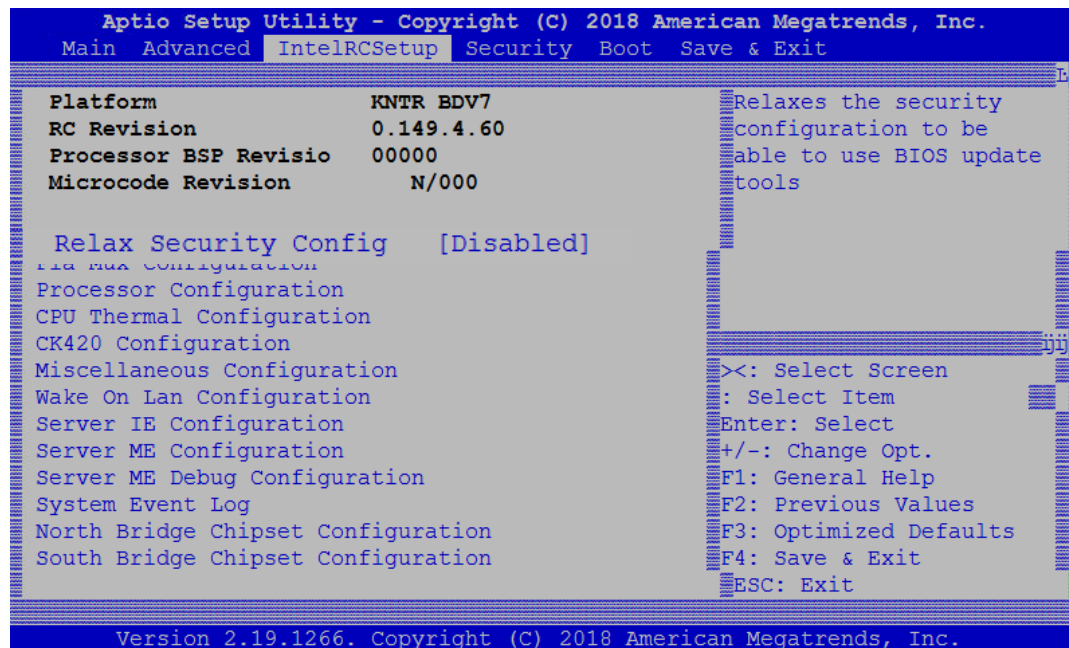 Aptio Setup Utility - Copyright (C) 2018 American Megatrends, Inc.
Main Advanced IntelRCSetup Security Boot Save & Exit
Platform KNTR BDV7
RC Revision 0.149.4.60
Processor BSP Revisio 00000
Microcode Revision N/000
Relax Security Config [Disabled]
Configuration
Processor Configuration
CPU Thermal Configuration
CK420 Configuration
Miscellaneous Configuration
Wake On Lan Configuration
Server IE Configuration
Server ME Configuration
Server ME Debug Configuration
System Event Log
North Bridge Chipset Configuration
South Bridge Chipset Configuration
Relaxes the security
configuration to be
able to use BIOS update
tools
><: Select Screen
: Select Item
Enter: Select
+/-: Change Opt.
F1: General Help
F2: Previous Values
F3: Optimized Defaults
F4: Save & Exit
ESC: Exit
Version 2.19.1266. Copyright (C) 2018 American Megatrends, Inc.